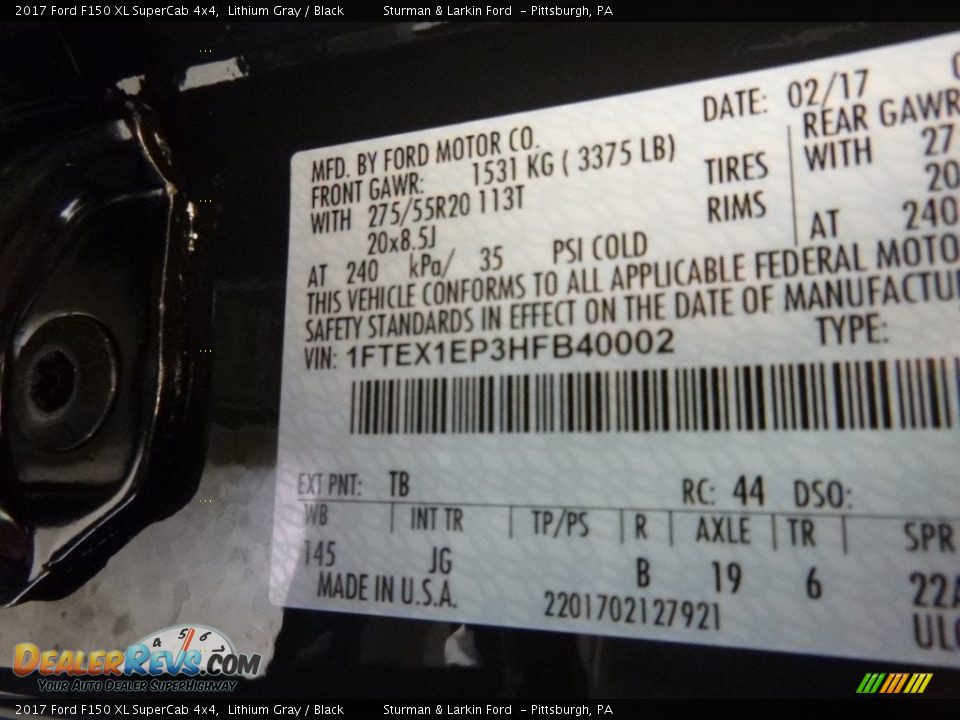 2017 Ford F150 XL SuperCab 4x4, Lithium Gray / Black Sturman & Larkin Ford - Pittsburgh, PA
MFD. BY FORD MOTOR CO. DATE: 02/17
FRONT GAWR: 1531 KG ( 3375 LB) REAR GAWR
WITH 275/55R20 113T TIRES WITH 27
20x8.5J RIMS 20
AT 240 kPa/ 35 PSI COLD AT 240
THIS VEHICLE CONFORMS TO ALL APPLICABLE FEDERAL MOTO
SAFETY STANDARDS IN EFFECT ON THE DATE OF MANUFACTU
VIN: 1FTEX1EP3HFB40002 TYPE:
EXT PNT: TB RC: 44 DSO:
WB INT TR TP/PS R AXLE TR SPR
145 JG B 19 6 22A
MADE IN U.S.A. 2201702127921
4 5 6
DEALERREVS.COM
YOUR AUTO DEALER SUPERHIGHWAY
2017 Ford F150 XL SuperCab 4x4, Lithium Gray / Black Sturman & Larkin Ford - Pittsburgh, PA